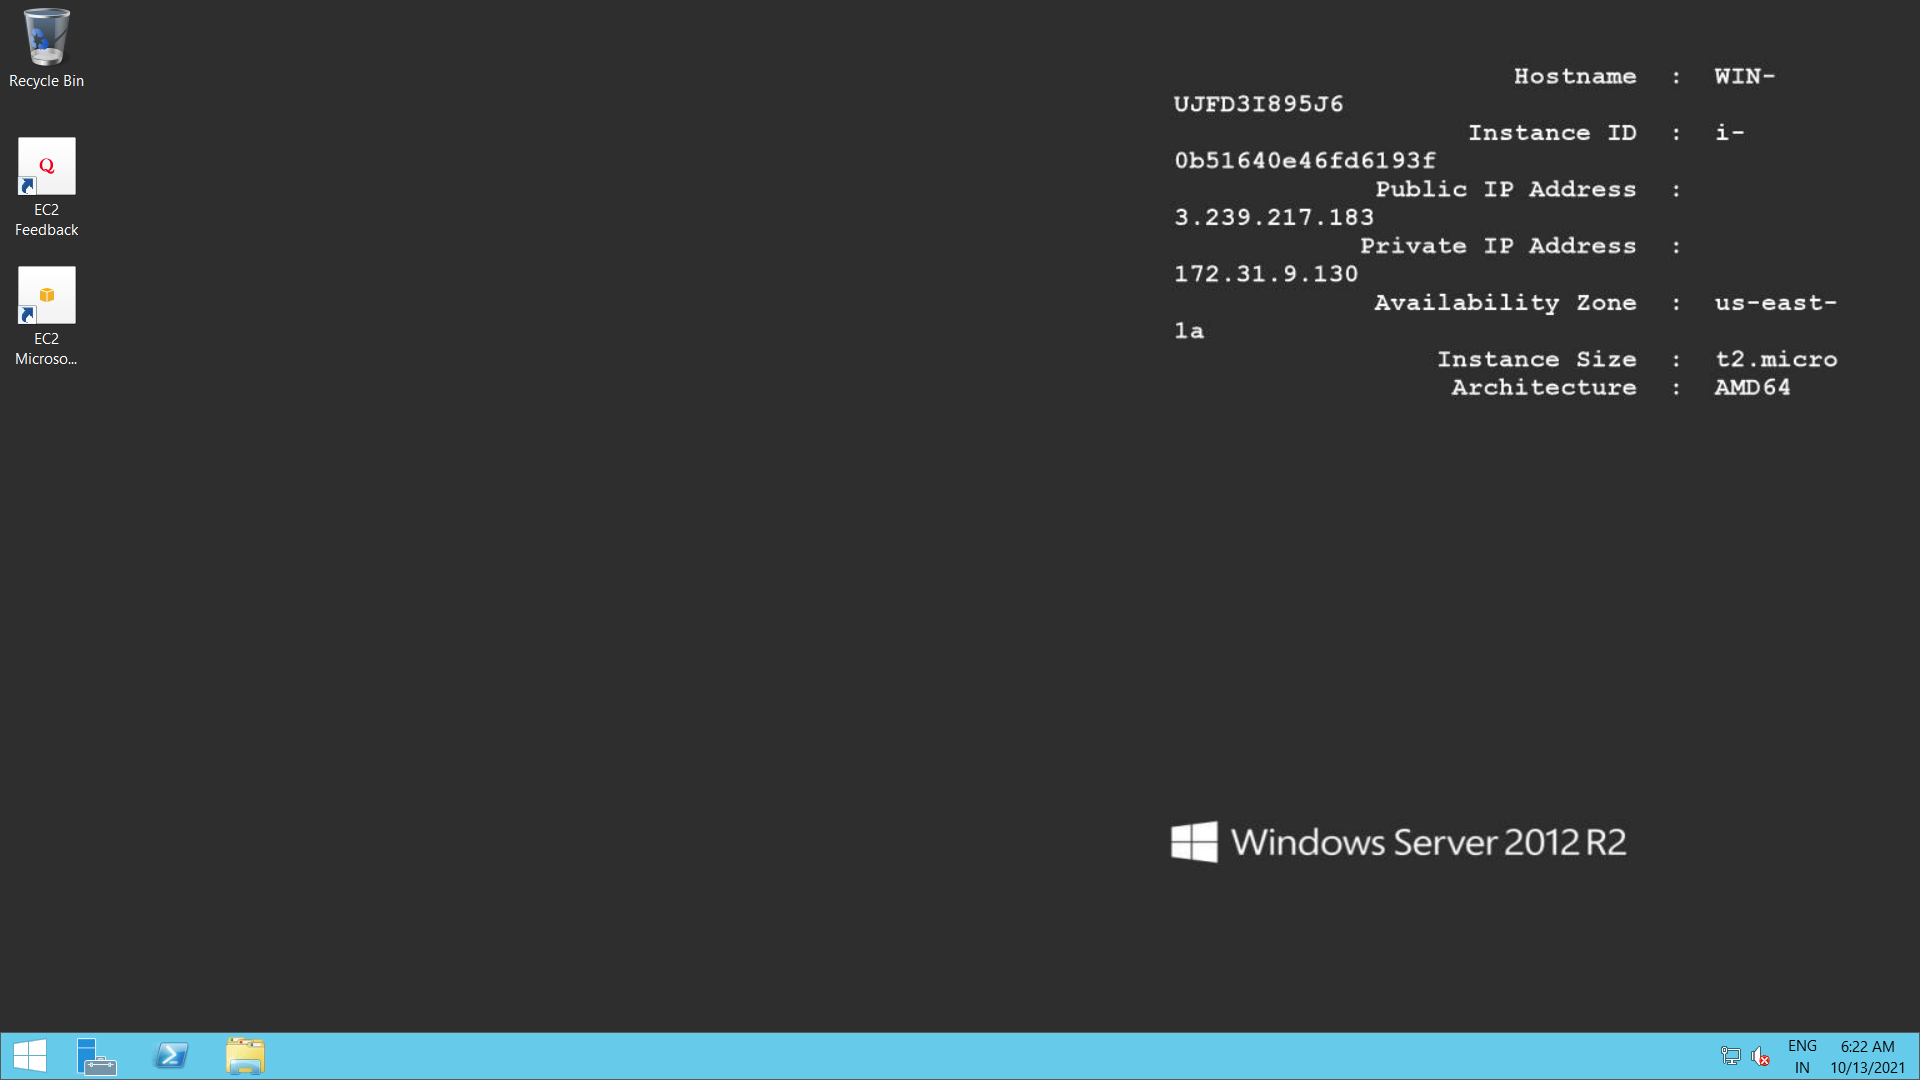 Recycle Bin
EC2
Feedback
EC2
Microso...
Hostname : WIN-
UJFD3I895J6
Instance ID : i-
0b51640e46fd6193f
Public IP Address :
3.239.217.183
Private IP Address :
172.31.9.130
Availability Zone : us-east-
1a
Instance Size : t2.micro
Architecture : AMD64
Windows Server 2012 R2
ENG
IN
6:22 AM
10/13/2021